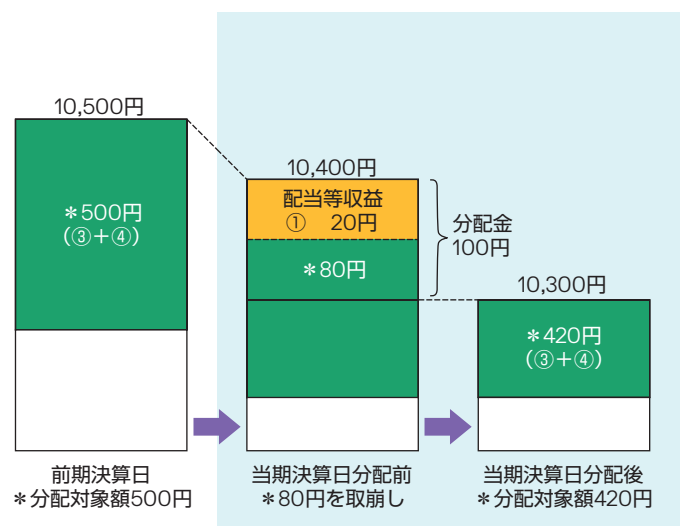 10,500円
＊500円
(③＋④)
前期決算日
＊分配対象額500円
10,400円
配当等収益
① 20円
＊80円
分配金
100円
当期決算日分配前
＊80円を取崩し
10,300円
＊420円
(③＋④)
当期決算日分配後
＊分配対象額420円